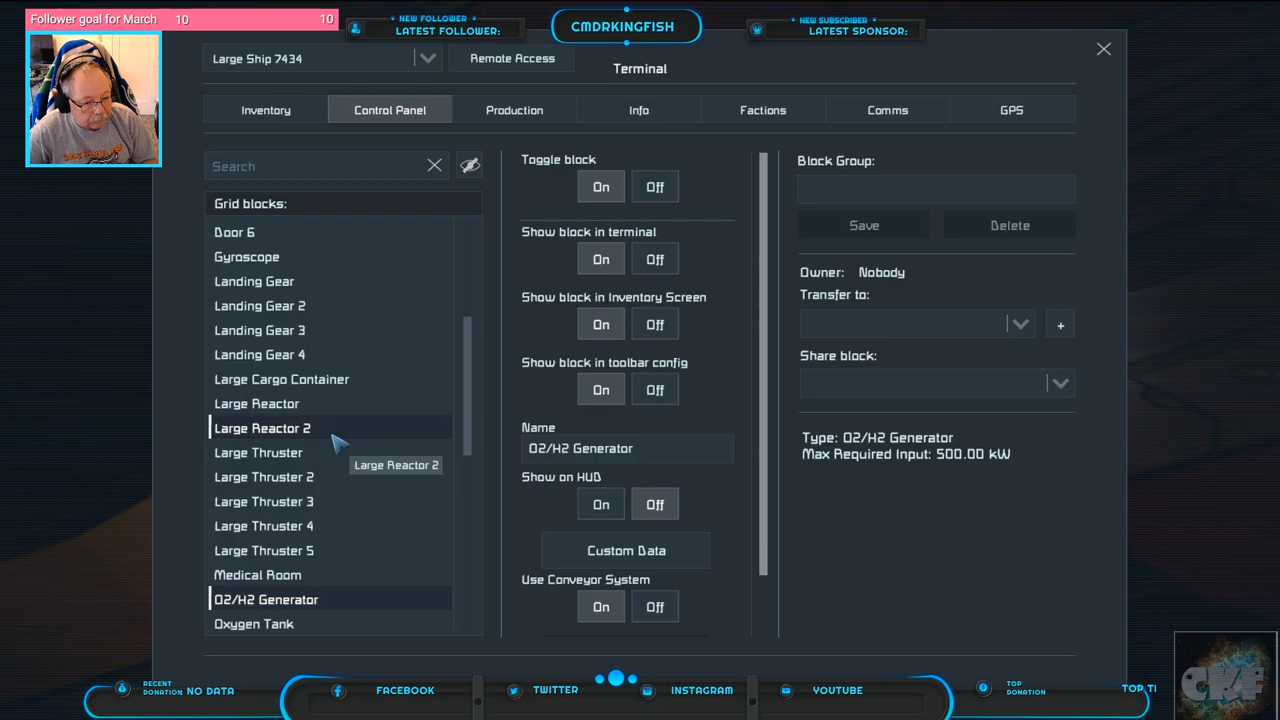 Follower goal for March 10 10
NEW FOLLOWER
LATEST FOLLOWER:
CMDRKINGFISH
NEW SUBSCRIBER
LATEST SPONSOR:
Large Ship 7434
Remote Access
Terminal
Inventory
Control Panel
Production
Info
Factions
Comms
GPS
Search
Grid blocks:
Door 6
Gyroscope
Landing Gear
Landing Gear 2
Landing Gear 3
Landing Gear 4
Large Cargo Container
Large Reactor
Large Reactor 2
Large Reactor 2
Large Thruster
Large Thruster 2
Large Thruster 3
Large Thruster 4
Large Thruster 5
Medical Room
O2/H2 Generator
Oxygen Tank
Toggle block
On Off
Show block in terminal
On Off
Show block in Inventory Screen
On Off
Show block in toolbar config
On Off
Name
O2/H2 Generator
Show on HUD
On Off
Custom Data
Use Conveyor System
On Off
Block Group:
Save Delete
Owner: Nobody
Transfer to:
+
Share block:
Type: O2/H2 Generator
Max Required Input: 500.00 kW
RECENT
DONATION NO DATA
FACEBOOK
TWITTER
INSTAGRAM
YOUTUBE
TOP
DONATION
TOP TI
CKF